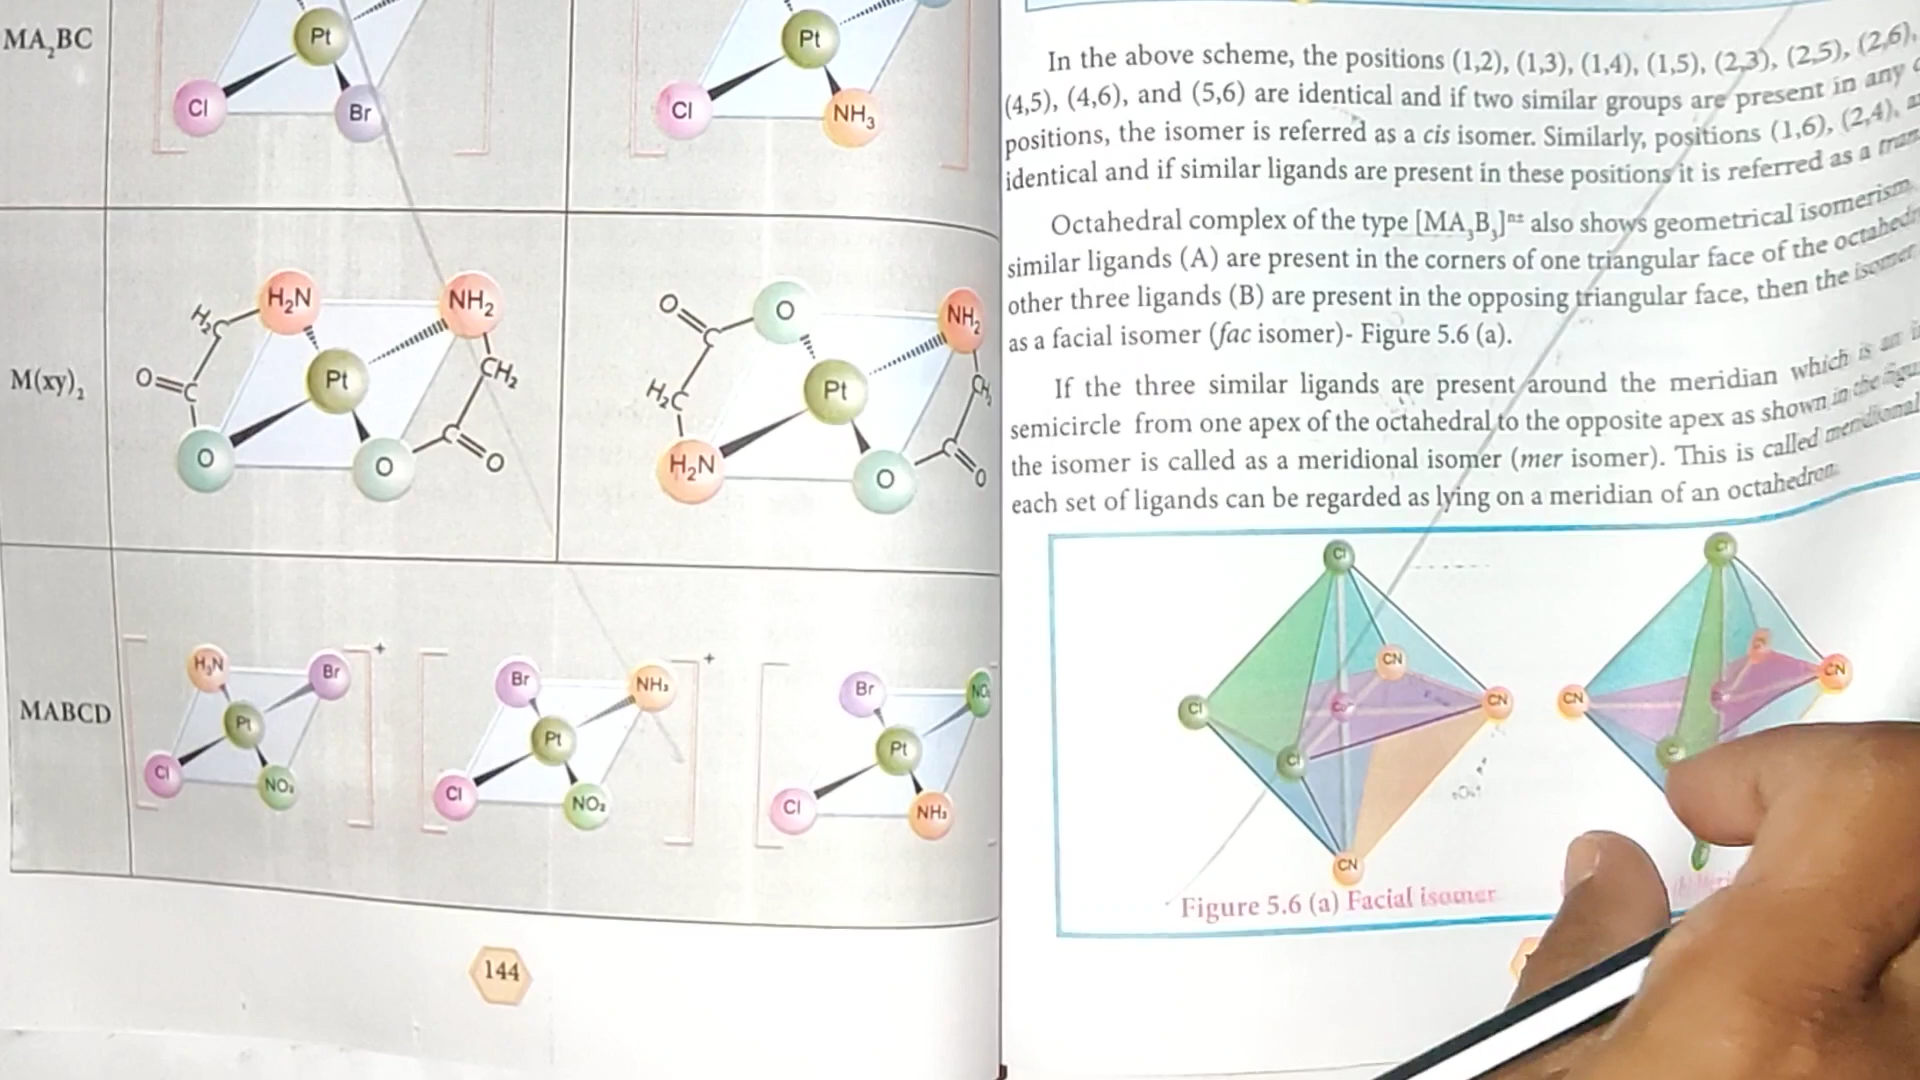 MA₂BC
Pt
Cl
Br
Pt
Cl
NH₃
M(xy)₂
H₂N
NH₂
H₂C
Pt
CH₂
O
C
O
O
C
O
O
O
NH₂
C
Pt
CH₂
H₂C
H₂N
O
C
O
MABCD
H₃N
Br
+
Pt
Cl
NO₂
Br
NH₃
+
Pt
Cl
NO₂
Br
NO₂
Pt
Cl
NH₃
144
In the above scheme, the positions (1,2), (1,3), (1,4), (1,5), (2,3), (2,5), (2,6),
(4,5), (4,6), and (5,6) are identical and if two similar groups are present in any
positions, the isomer is referred as a cis isomer. Similarly, positions (1,6), (2,4),
identical and if similar ligands are present in these positions it is referred as a
Octahedral complex of the type [MA₃B₃]ⁿ± also shows geometrical isomerism.
similar ligands (A) are present in the corners of one triangular face of the
other three ligands (B) are present in the opposing triangular face, then the isomer
as a facial isomer (fac isomer)- Figure 5.6 (a).
If the three similar ligands are present around the meridian which is an
semicircle from one apex of the octahedral to the opposite apex as shown in the
the isomer is called as a meridional isomer (mer isomer). This is called meridional
each set of ligands can be regarded as lying on a meridian of an octahedron.
Cl
CN
Cl
CN
Cl
CN
Cl
CN
CN
Figure 5.6 (a) Facial isomer